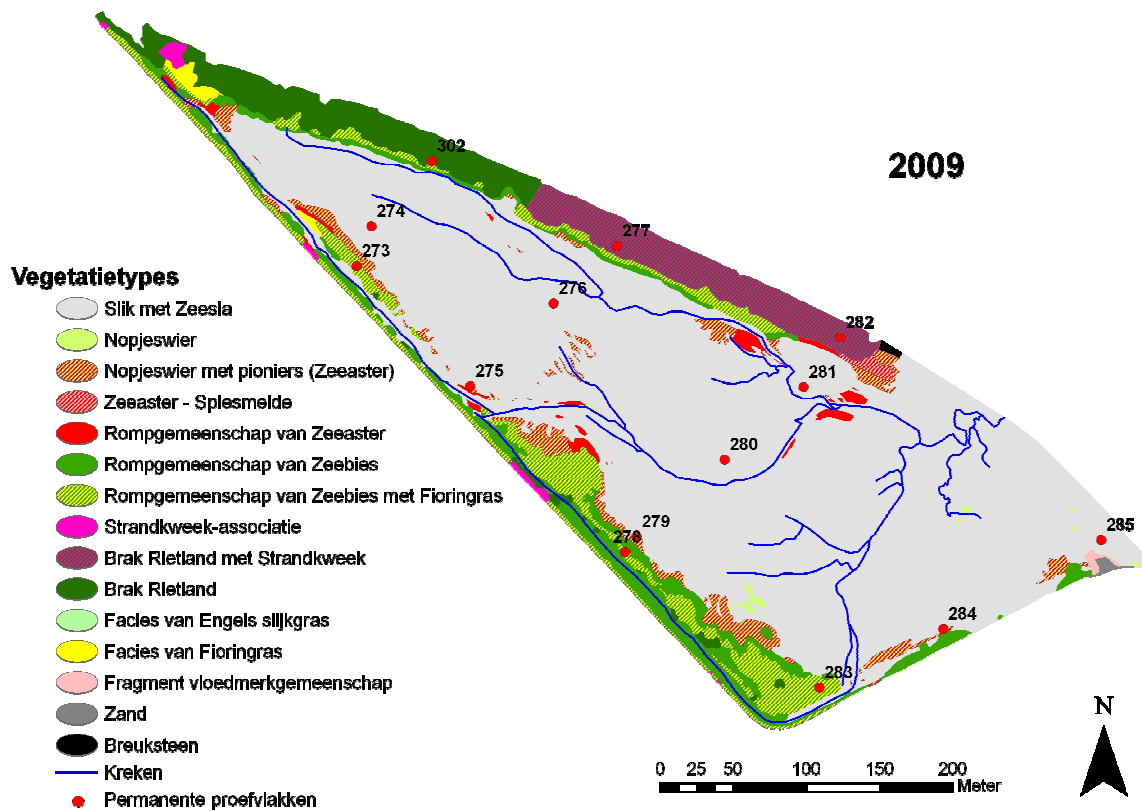 2009
302
277
274
273
276
282
275
281
280
279
278
285
284
283
Vegetatietypes
Slik met Zeesla
Nopjeswier
Nopjeswier met pioniers (Zeeaster)
Zeeaster - Spiesmelde
Rompgemeenschap van Zeeaster
Rompgemeenschap van Zeebies
Rompgemeenschap van Zeebies met Fioringras
Strandkweek-associatie
Brak Rietland met Strandkweek
Brak Rietland
Facies van Engels slijkgras
Facies van Fioringras
Fragment vloedmerkgemeenschap
Zand
Breuksteen
Kreken
Permanente proefvlakken
0 25 50 100 150 200
Meter
N